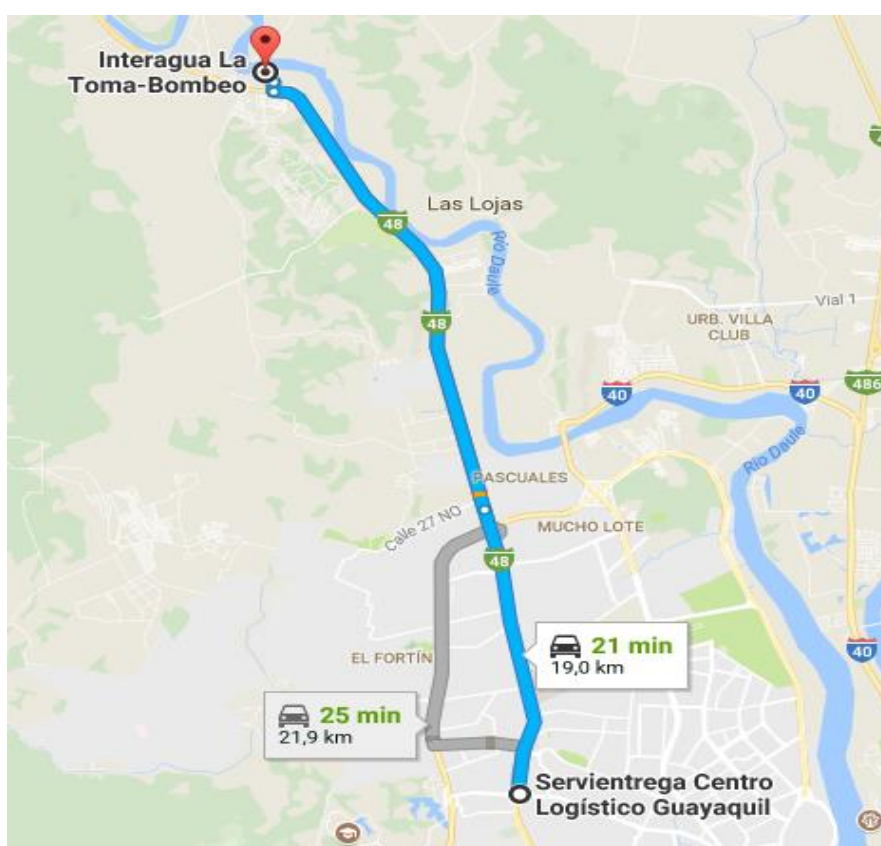 Interagua La
Toma-Bombeo
Las Lojas
48
Río Daule
48
Vial 1
URB. VILLA
CLUB
486
40
40
Río Daule
PASCUALES
Calle 27 NO
MUCHO LOTE
48
EL FORTÍN
21 min
19,0 km
40
25 min
21,9 km
Servientrega Centro
Logístico Guayaquil